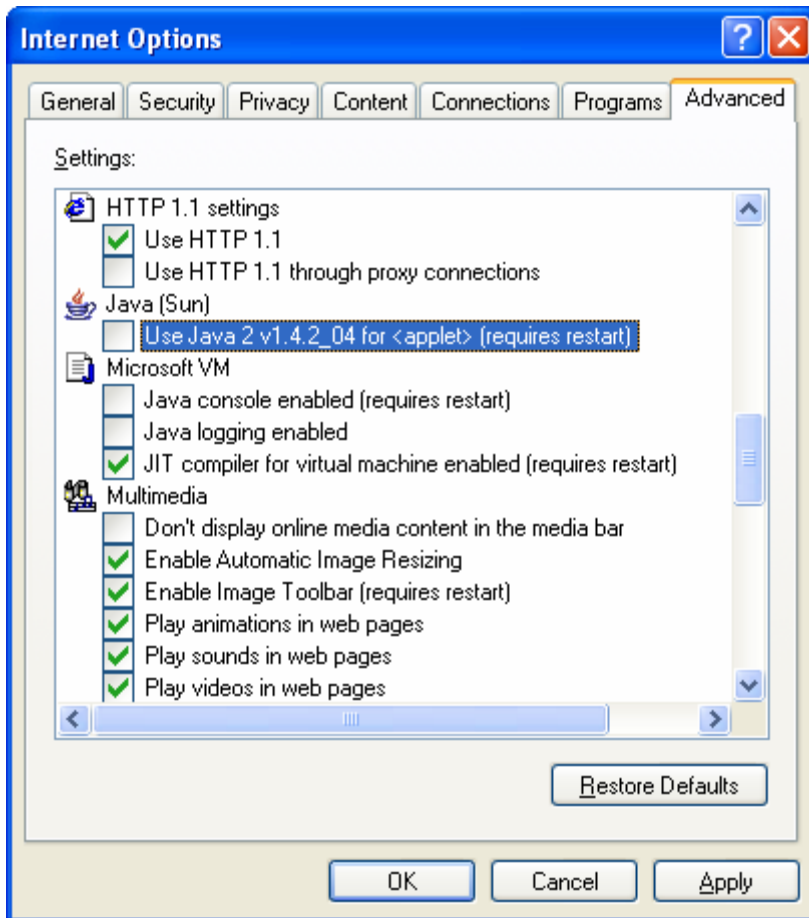 Internet Options
General Security Privacy Content Connections Programs Advanced
Settings:
HTTP 1.1 settings
Use HTTP 1.1
Use HTTP 1.1 through proxy connections
Java (Sun)
Use Java 2 v1.4.2_04 for <applet> (requires restart)
Microsoft VM
Java console enabled (requires restart)
Java logging enabled
JIT compiler for virtual machine enabled (requires restart)
Multimedia
Don't display online media content in the media bar
Enable Automatic Image Resizing
Enable Image Toolbar (requires restart)
Play animations in web pages
Play sounds in web pages
Play videos in web pages
Restore Defaults
OK Cancel Apply